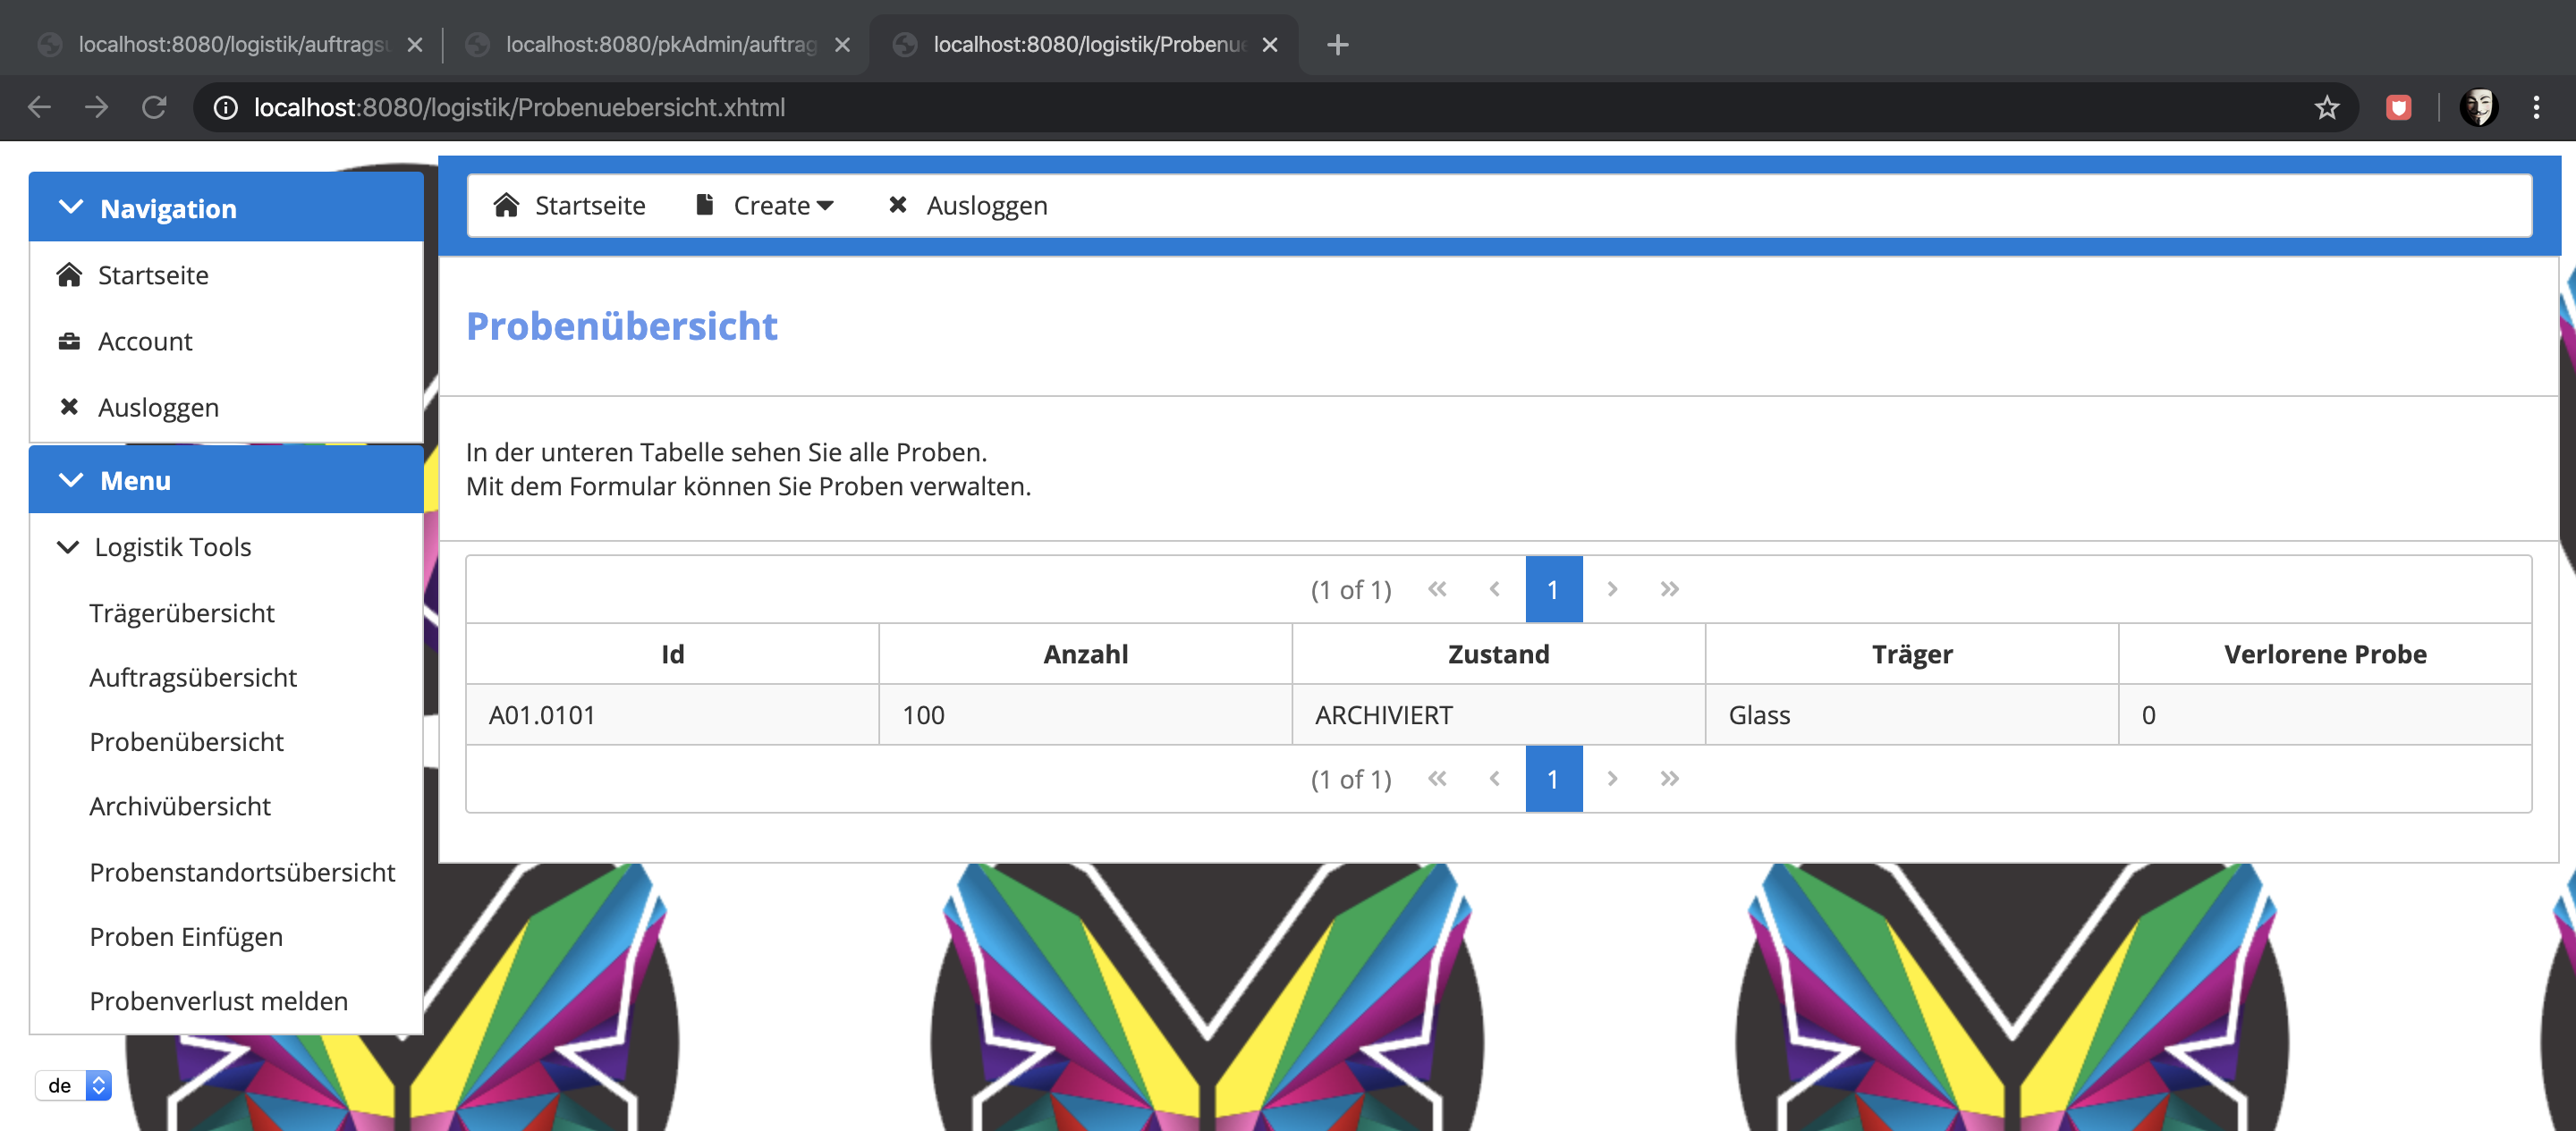 localhost:8080/logistik/auftragsu
localhost:8080/pkAdmin/auftrag
localhost:8080/logistik/Probenue
localhost:8080/logistik/Probenuebersicht.xhtml
Navigation
Startseite
Account
Ausloggen
Menu
Logistik Tools
Trägerübersicht
Auftragsübersicht
Probenübersicht
Archivübersicht
Probenstandortsübersicht
Proben Einfügen
Probenverlust melden
de
Startseite Create Ausloggen
Probenübersicht
In der unteren Tabelle sehen Sie alle Proben.
Mit dem Formular können Sie Proben verwalten.
(1 of 1) 1
Id Anzahl Zustand Träger Verlorene Probe
A01.0101 100 ARCHIVIERT Glass 0
(1 of 1) 1